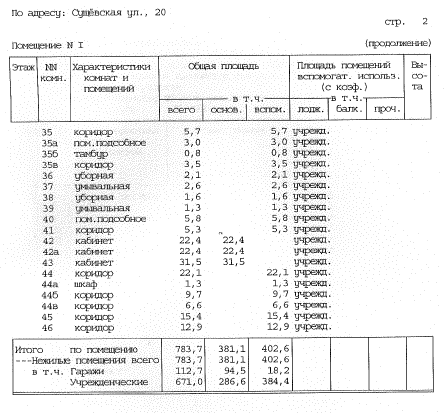 По адресу: Сущёвская ул., 20
стр. 2
Помещение N I (продолжение)
Этаж NN комн. Характеристики комнат и помещений Общая площадь Площадь помещений вспомогат. использ. (с коэф.) Вы-со-та
в т.ч. в т.ч.
всего основ. вспом. лодж. балк. проч.
35 коридор 5,7 5,7 учрежд.
35а пом.подсобное 3,0 3,0 учрежд.
35б тамбур 0,8 0,8 учрежд.
35в коридор 3,5 3,5 учрежд.
36 уборная 2,1 2,1 учрежд.
37 умывальная 2,6 2,6 учрежд.
38 уборная 1,6 1,6 учрежд.
39 умывальная 1,3 1,3 учрежд.
40 пом.подсобное 5,8 5,8 учрежд.
41 коридор 5,3 5,3 учрежд.
42 кабинет 22,4 22,4 учрежд.
42а кабинет 22,4 22,4 учрежд.
43 кабинет 31,5 31,5 учрежд.
44 коридор 22,1 22,1 учрежд.
44а шкаф 1,3 1,3 учрежд.
44б коридор 9,7 9,7 учрежд.
44в коридор 6,6 6,6 учрежд.
45 коридор 15,4 15,4 учрежд.
46 коридор 12,9 12,9 учрежд.
Итого по помещению 783,7 381,1 402,6
---Нежилые помещения всего 783,7 381,1 402,6
в т.ч. Гаражи 112,7 94,5 18,2
Учрежденческие 671,0 286,6 384,4